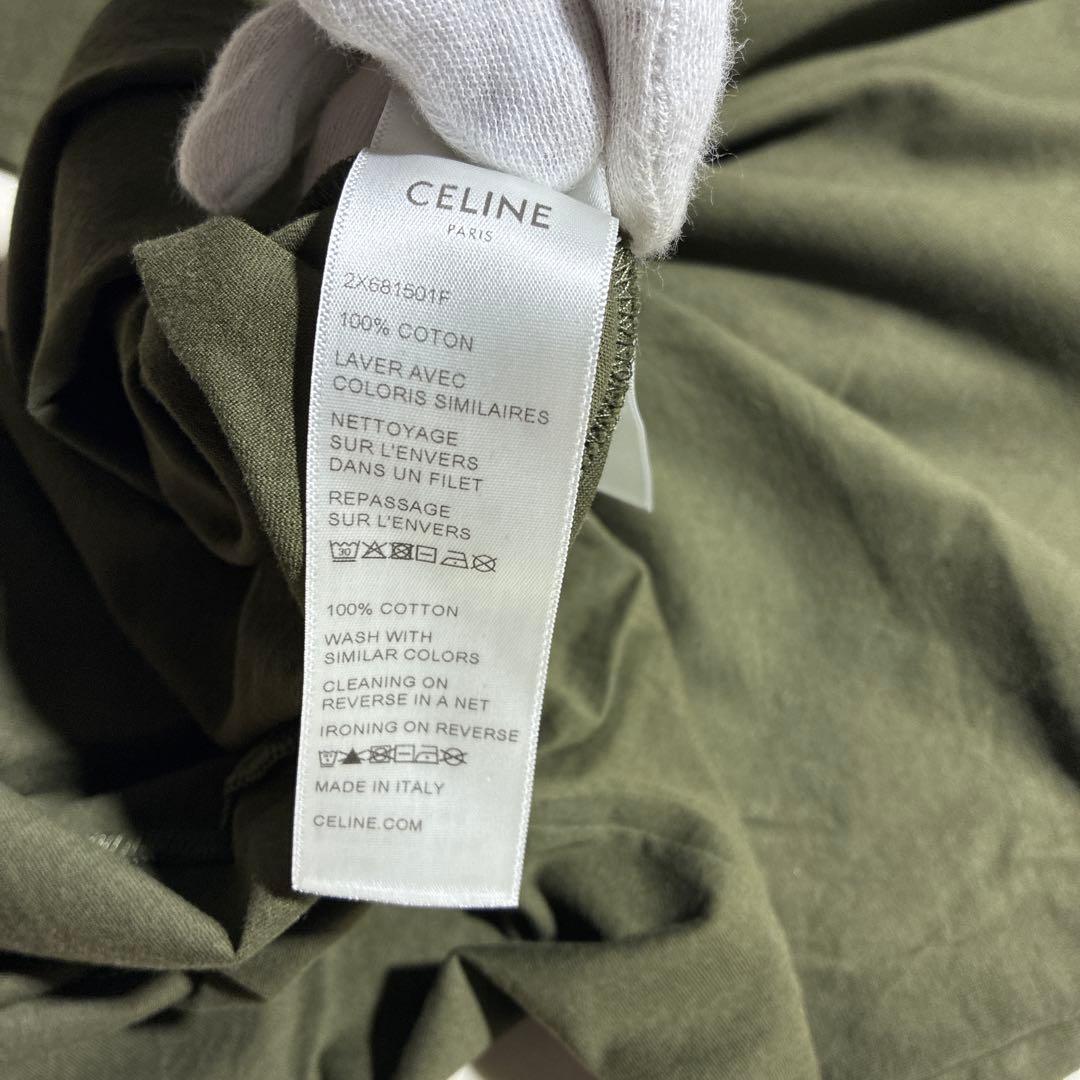 CELINE
PARIS
2X681501F
100% COTON
LAVER AVEC
COLORIS SIMILAIRES
NETTOYAGE
SUR L'ENVERS
DANS UN FILET
REPASSAGE
SUR L'ENVERS
30
100% COTTON
WASH WITH
SIMILAR COLORS
CLEANING ON
REVERSE IN A NET
IRONING ON REVERSE
MADE IN ITALY
CELINE.COM